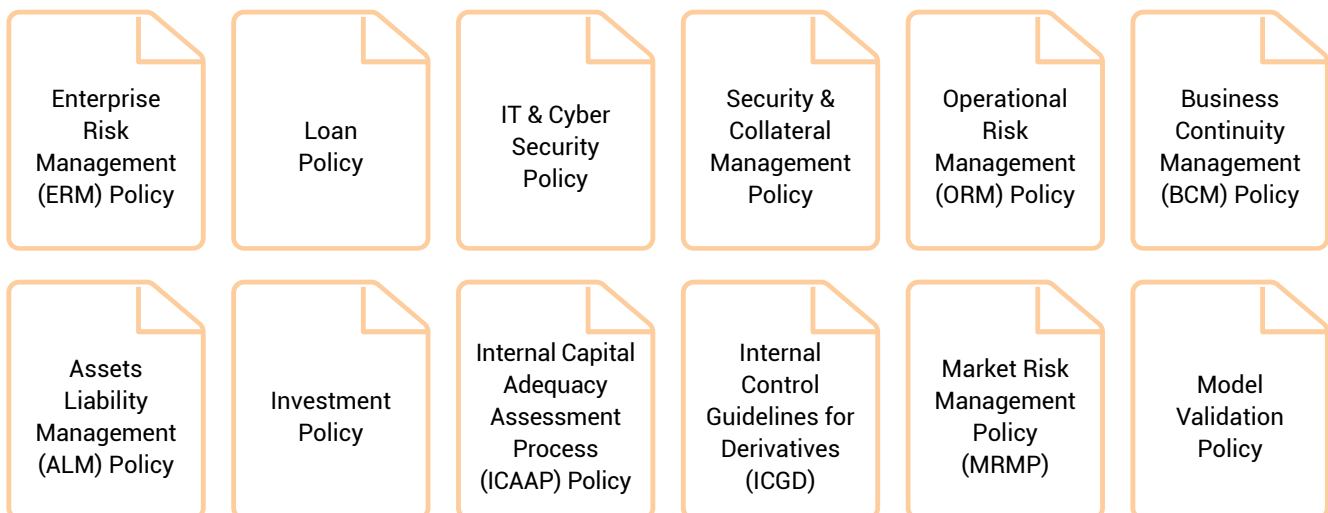 Enterprise
Risk
Management
(ERM) Policy
Loan
Policy
IT & Cyber
Security
Policy
Security &
Collateral
Management
Policy
Operational
Risk
Management
(ORM) Policy
Business
Continuity
Management
(BCM) Policy
Assets
Liability
Management
(ALM) Policy
Investment
Policy
Internal Capital
Adequacy
Assessment
Process
(ICAAP) Policy
Internal
Control
Guidelines for
Derivatives
(ICGD)
Market Risk
Management
Policy
(MRMP)
Model
Validation
Policy